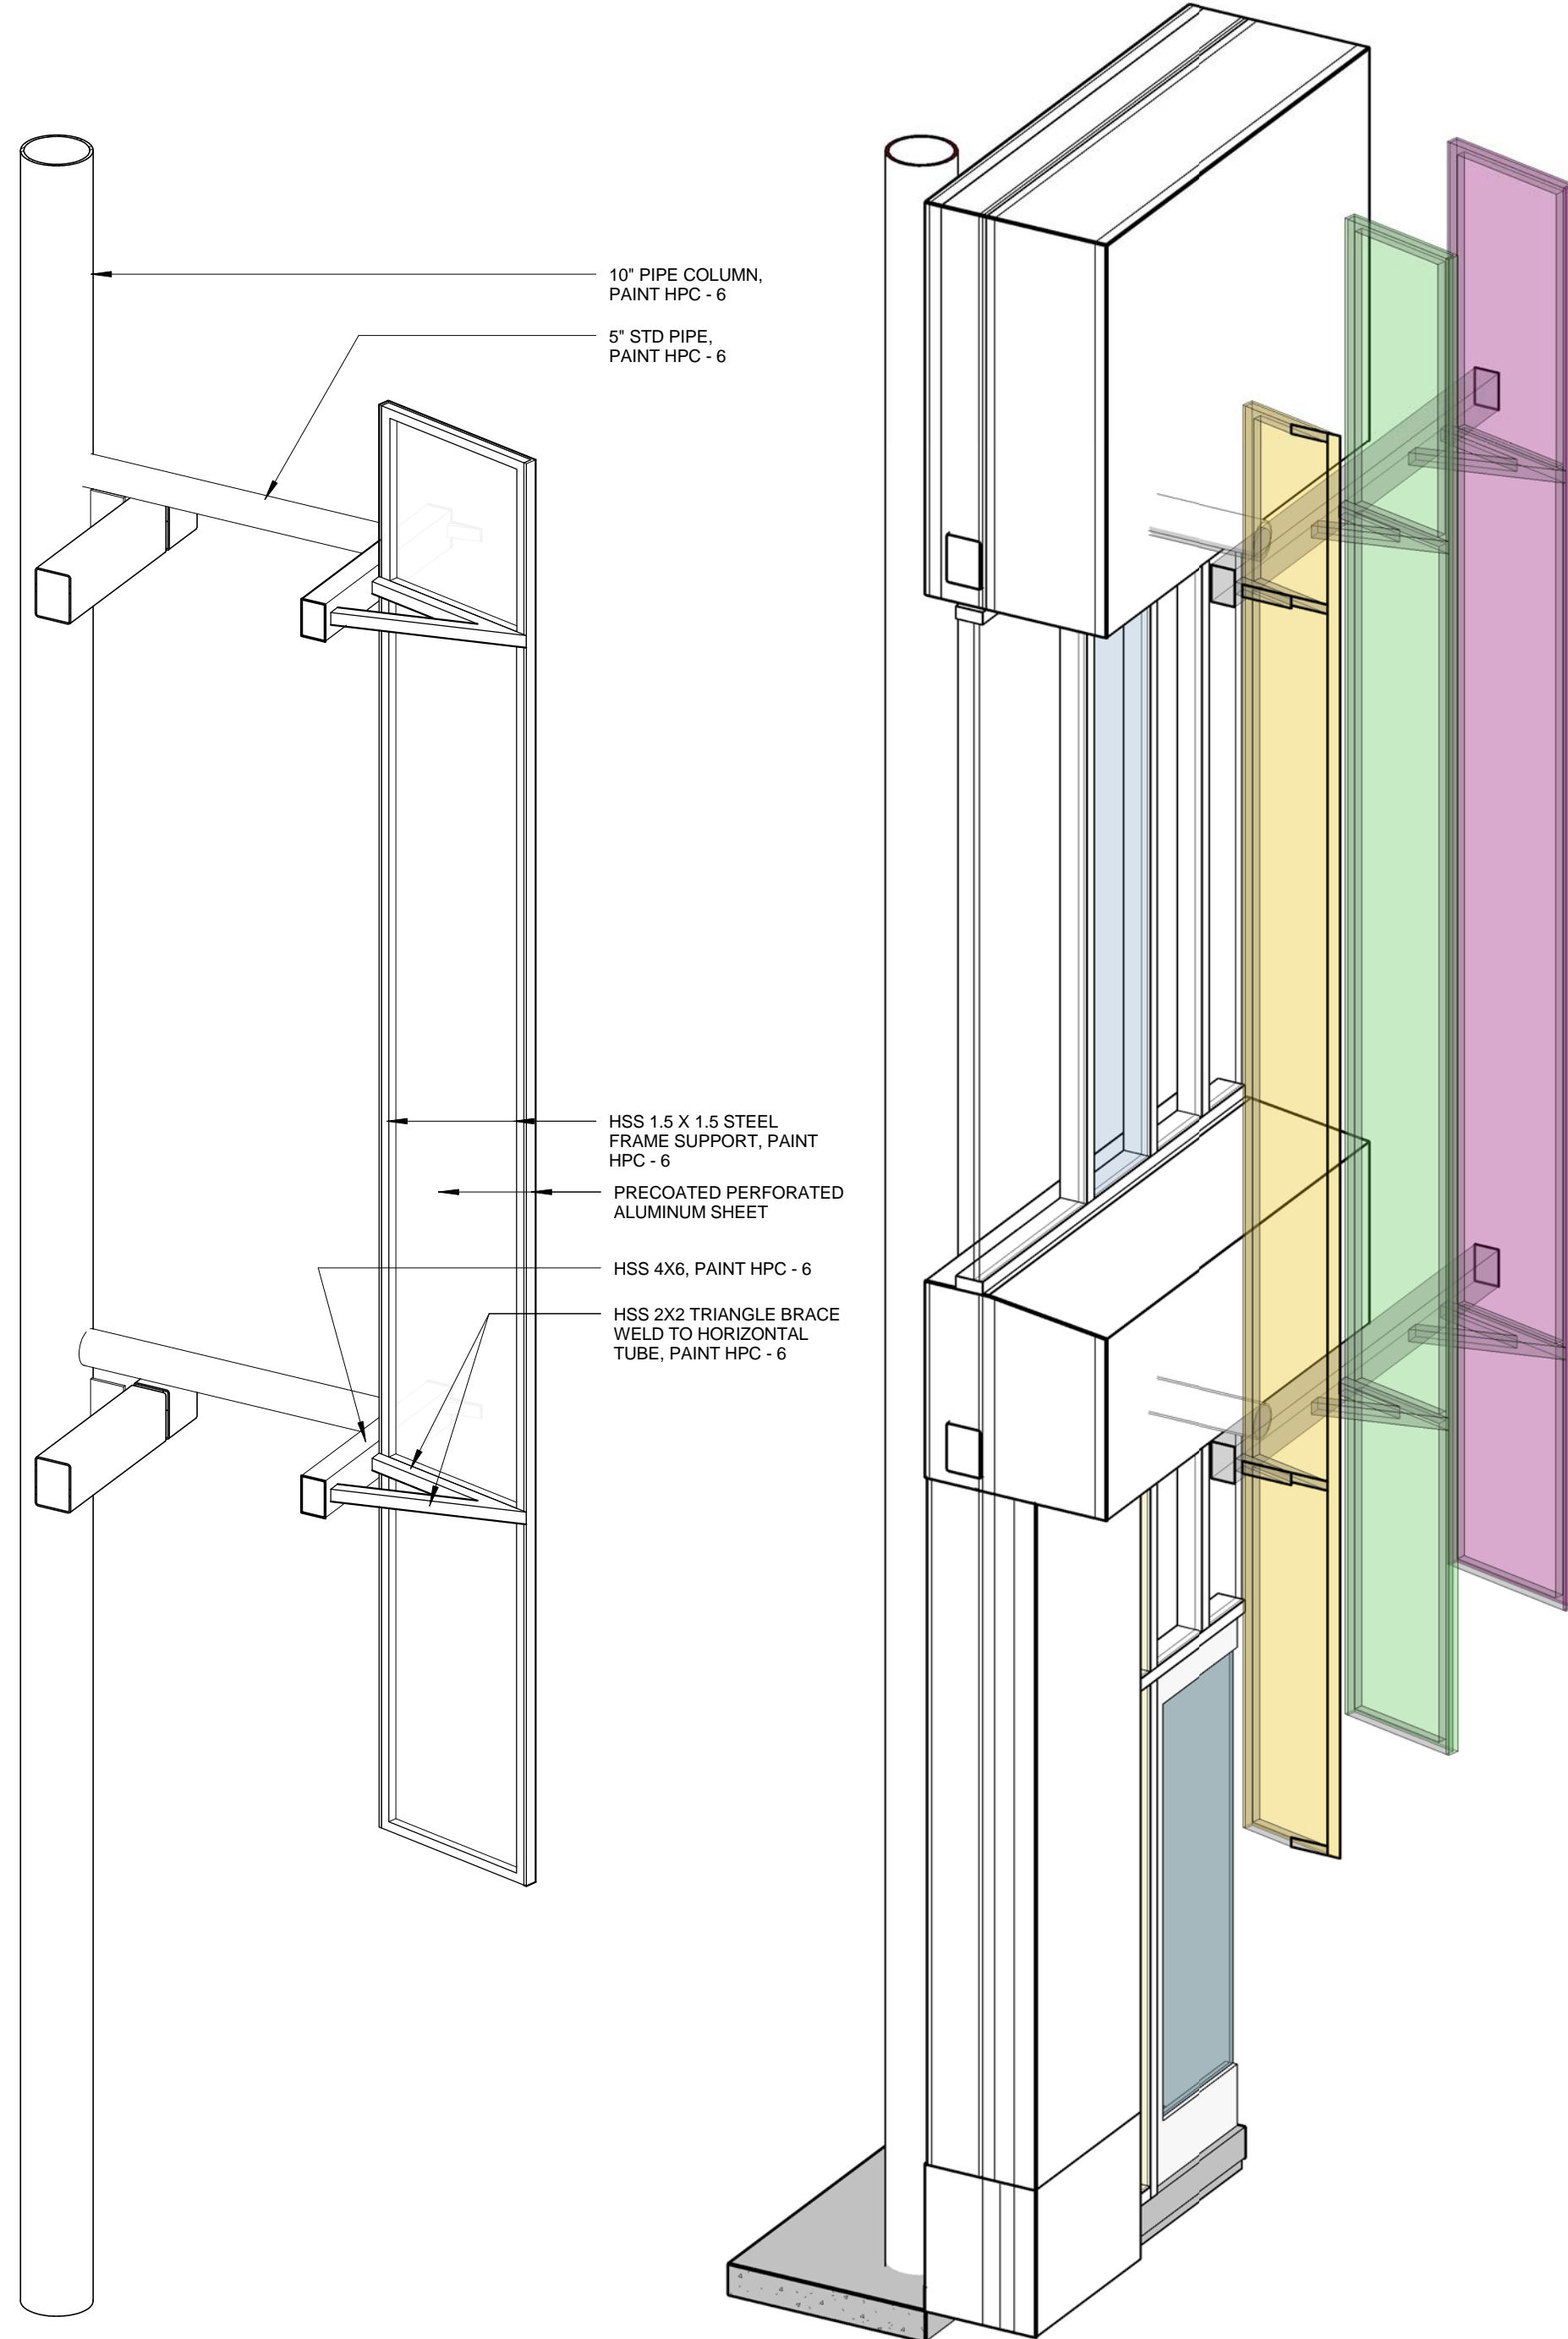 10" PIPE COLUMN,
PAINT HPC - 6
5" STD PIPE,
PAINT HPC - 6
HSS 1.5 X 1.5 STEEL
FRAME SUPPORT, PAINT
HPC - 6
PRECOATED PERFORATED
ALUMINUM SHEET
HSS 4X6, PAINT HPC - 6
HSS 2X2 TRIANGLE BRACE
WELD TO HORIZONTAL
TUBE, PAINT HPC - 6